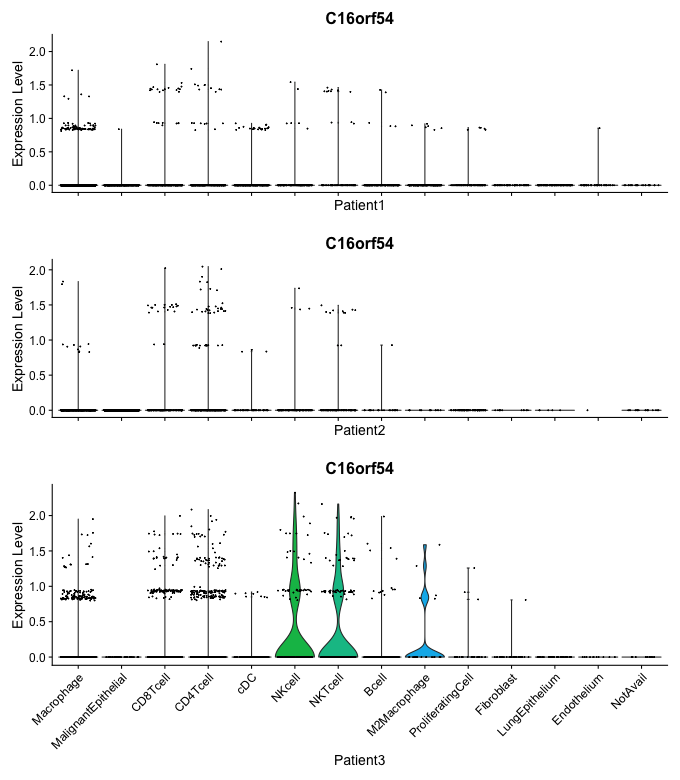 C16orf54
Expression Level
2.0
1.5
1.0
0.5
0.0
Patient1
C16orf54
Expression Level
2.0
1.5
1.0
0.5
0.0
Patient2
C16orf54
Expression Level
2.0
1.5
1.0
0.5
0.0
Macrophage
MalignantEpithelial
CD8Tcell
CD4Tcell
cDC
NKcell
NKTcell
Bcell
M2Macrophage
ProliferatingCell
Fibroblast
LungEpithelium
Endothelium
NotAvail
Patient3